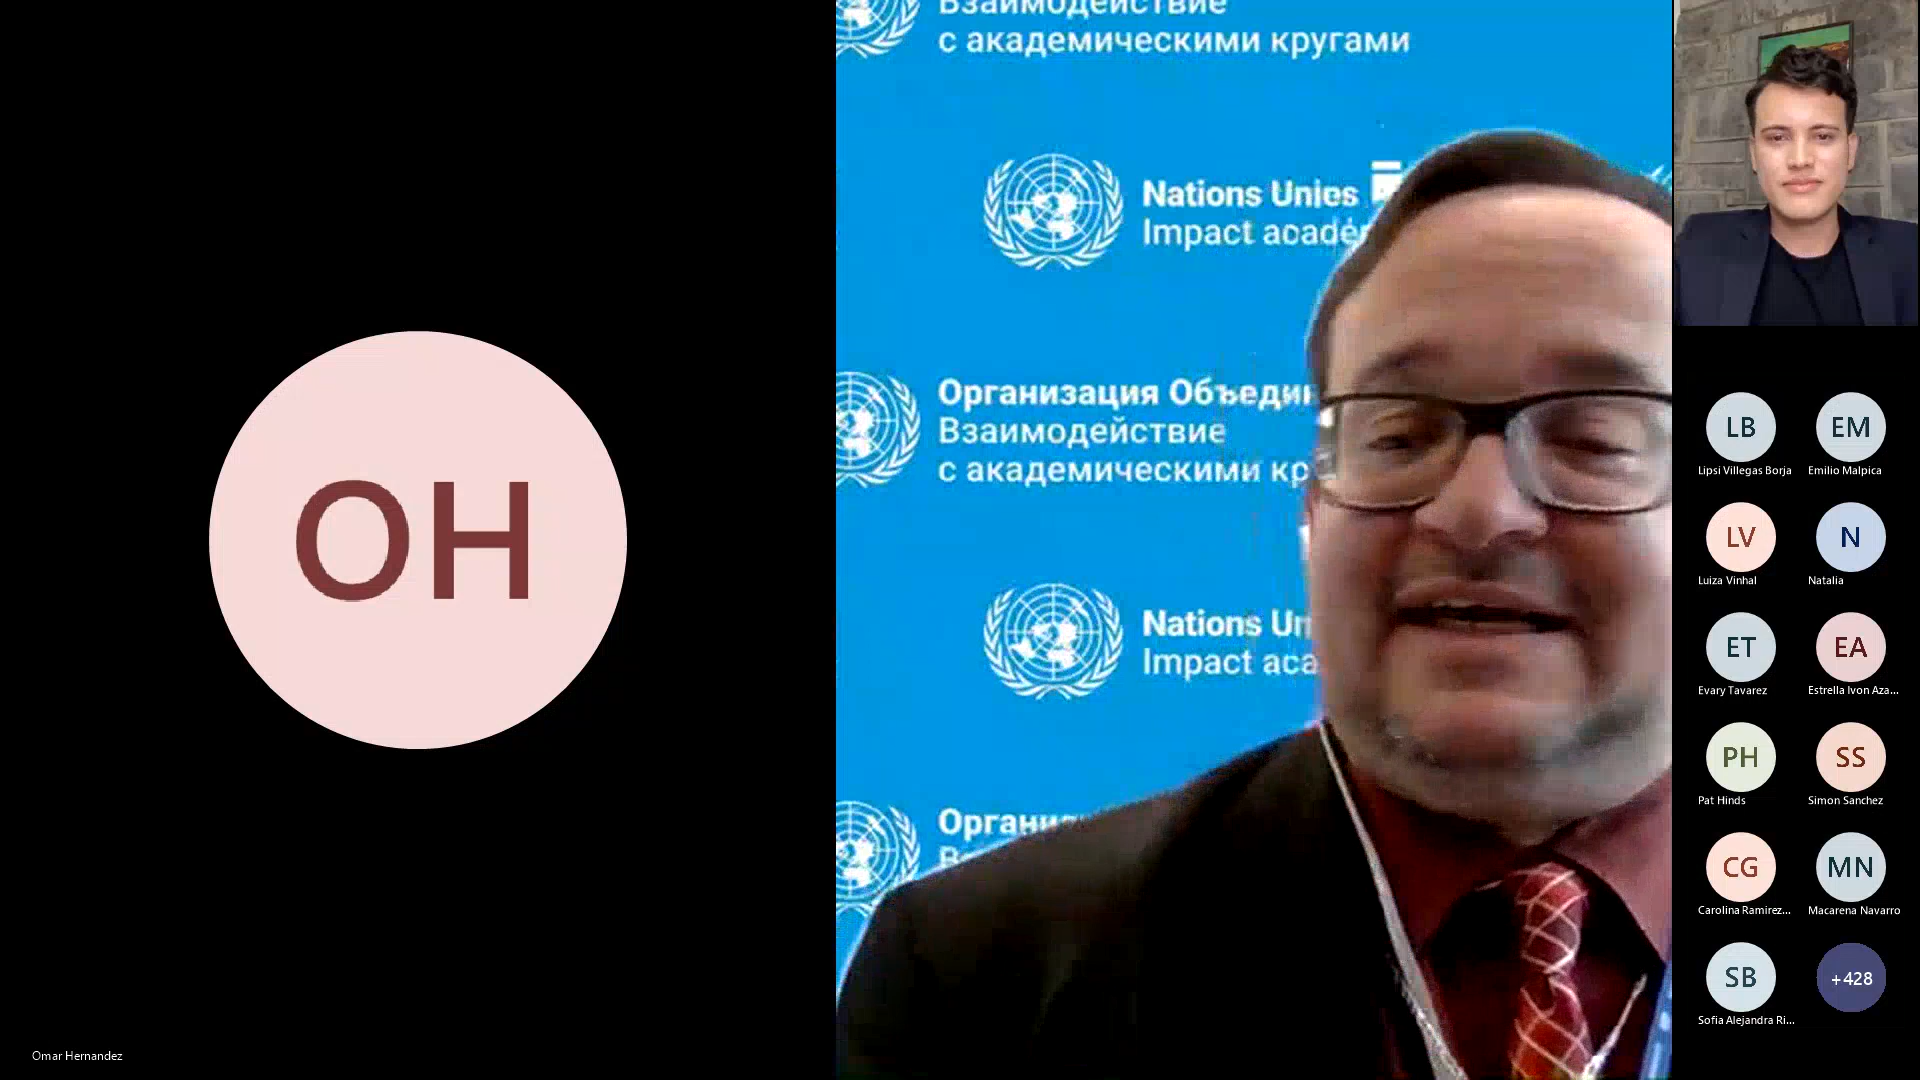 OH
Omar Hernandez
Взаимодействие
с академическими кругами
Nations Unies
Impact acadé
Организация Объедин
Взаимодействие
с академическими кр
Nations Un
Impact aca
Органи
LB
EM
Lipsi Villegas Borja
Emilio Malpica
LV
N
Luiza Vinhal
Natalia
ET
EA
Evary Tavarez
Estrella Ivon Aza...
PH
SS
Pat Hinds
Simon Sanchez
CG
MN
Carolina Ramirez...
Macarena Navarro
SB
+428
Sofia Alejandra Ri...